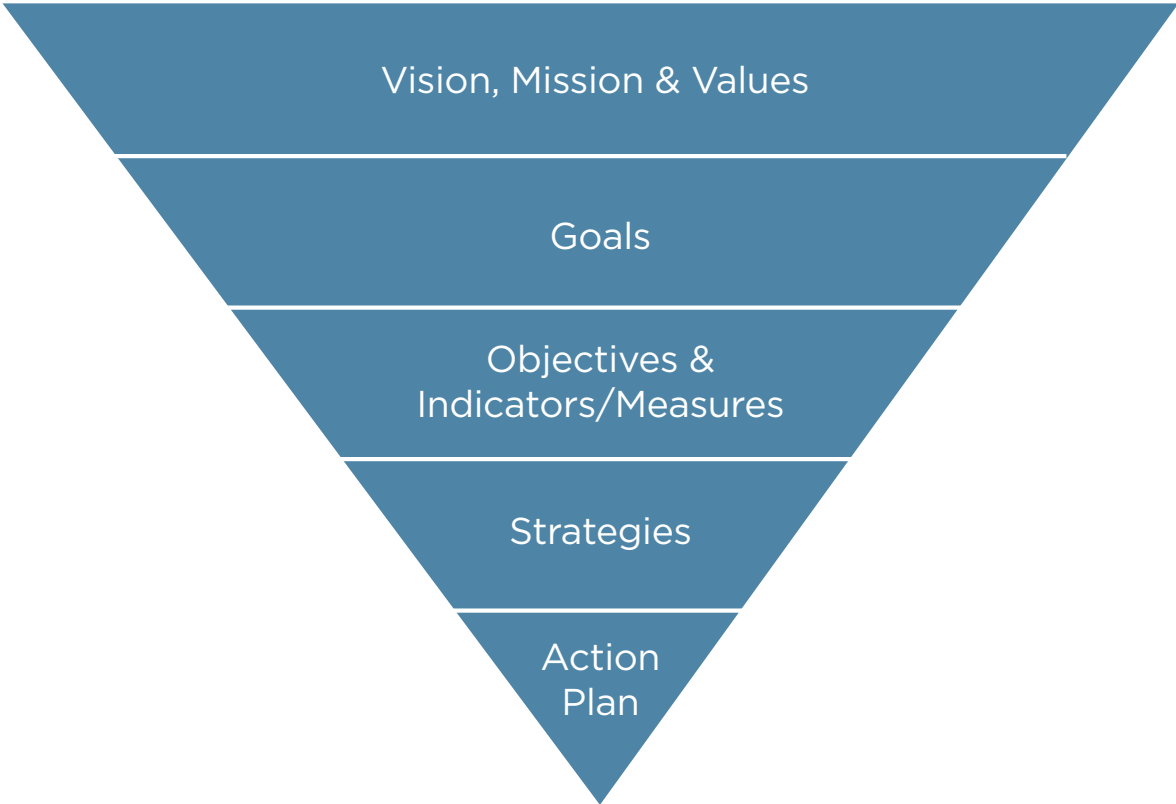 Vision, Mission & Values
Goals
Objectives &
Indicators/Measures
Strategies
Action
Plan